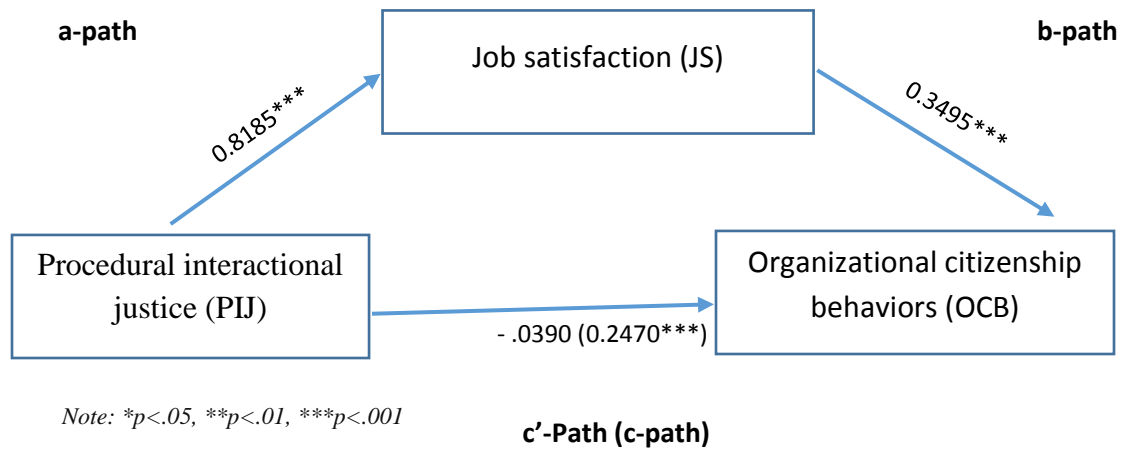 a-path
b-path
Job satisfaction (JS)
0.8185***
0.3495***
Procedural interactional
justice (PIJ)
Organizational citizenship
behaviors (OCB)
- .0390 (0.2470***)
Note: *p<.05, **p<.01, ***p<.001
c’-Path (c-path)